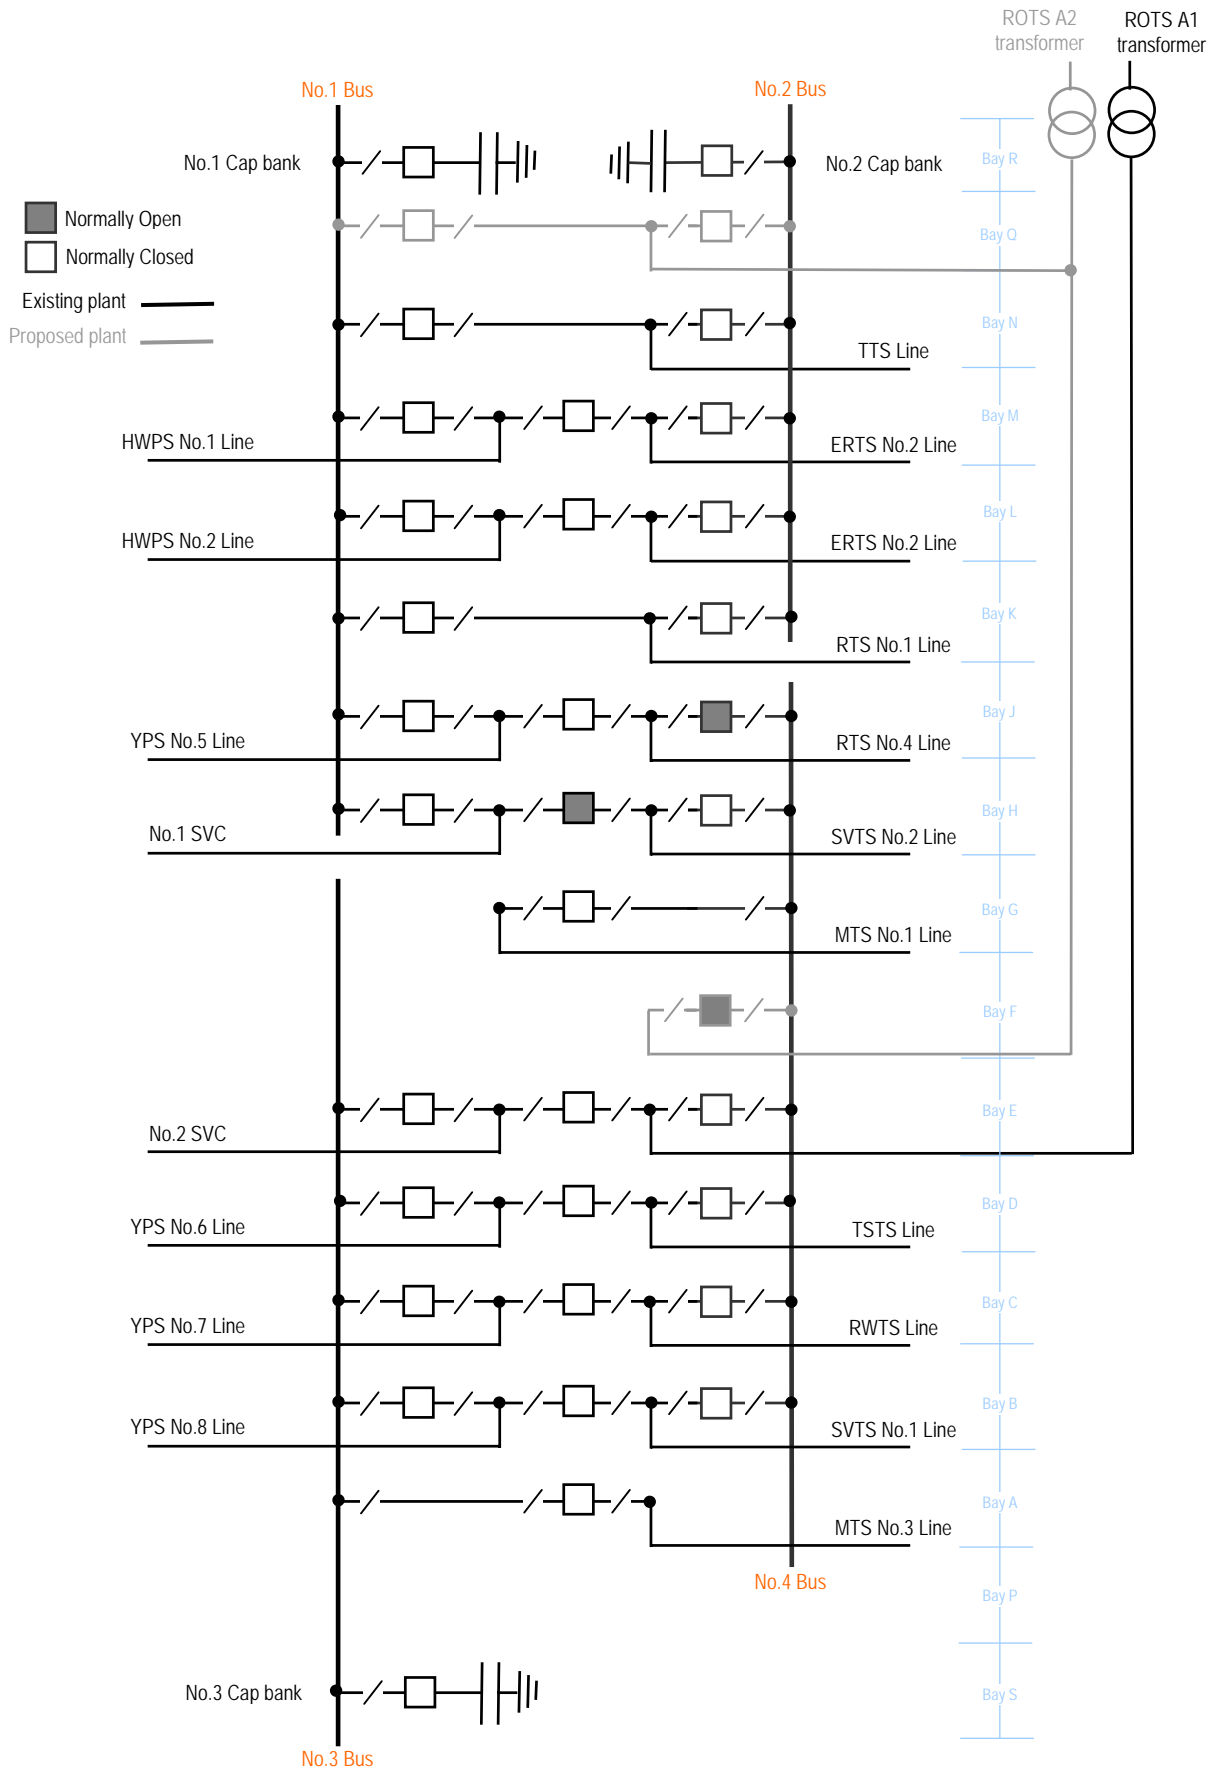 ROTS A2
transformer
ROTS A1
transformer
No.1 Bus
No.2 Bus
No.1 Cap bank
No.2 Cap bank
Bay R
Normally Open
Normally Closed
Existing plant
Proposed plant
Bay Q
Bay N
TTS Line
Bay M
HWPS No.1 Line
ERTS No.2 Line
Bay L
HWPS No.2 Line
ERTS No.2 Line
Bay K
RTS No.1 Line
Bay J
YPS No.5 Line
RTS No.4 Line
Bay H
No.1 SVC
SVTS No.2 Line
Bay G
MTS No.1 Line
Bay F
Bay E
No.2 SVC
Bay D
YPS No.6 Line
TSTS Line
Bay C
YPS No.7 Line
RWTS Line
Bay B
YPS No.8 Line
SVTS No.1 Line
Bay A
MTS No.3 Line
No.4 Bus
Bay P
No.3 Cap bank
Bay S
No.3 Bus